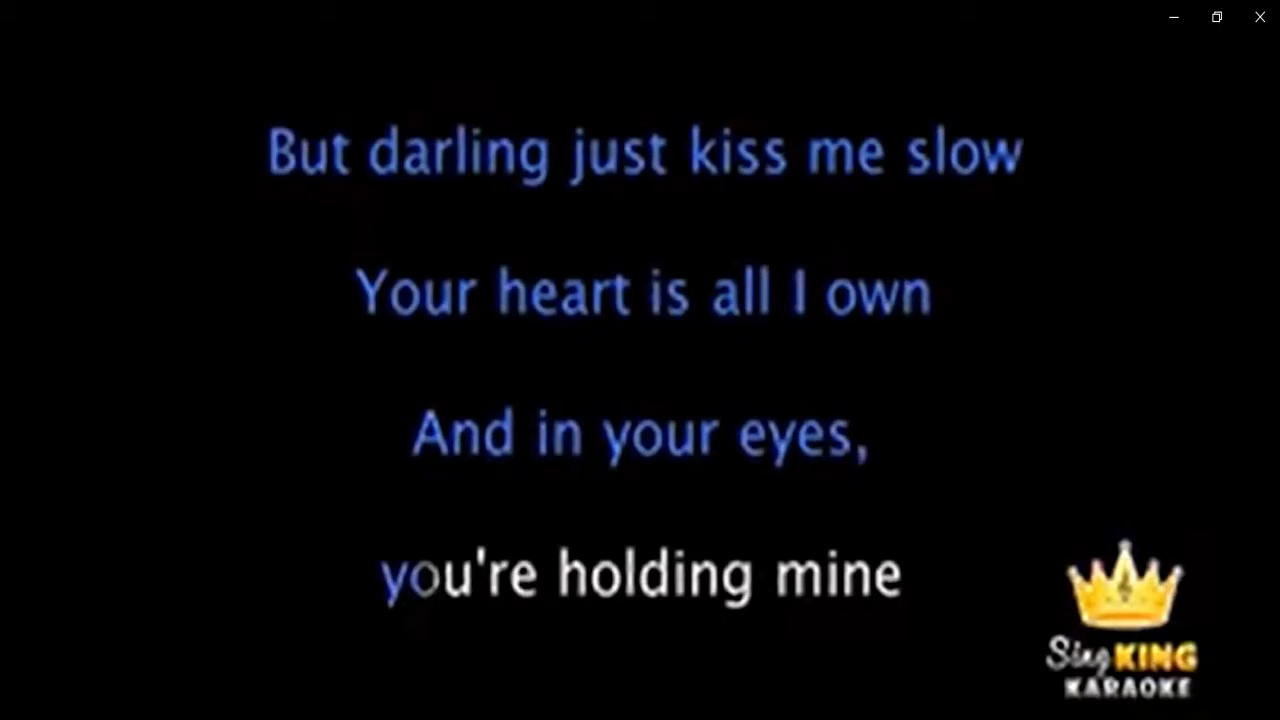 But darling just kiss me slow
Your heart is all I own
And in your eyes,
you're holding mine
Sing KING
KARAOKE